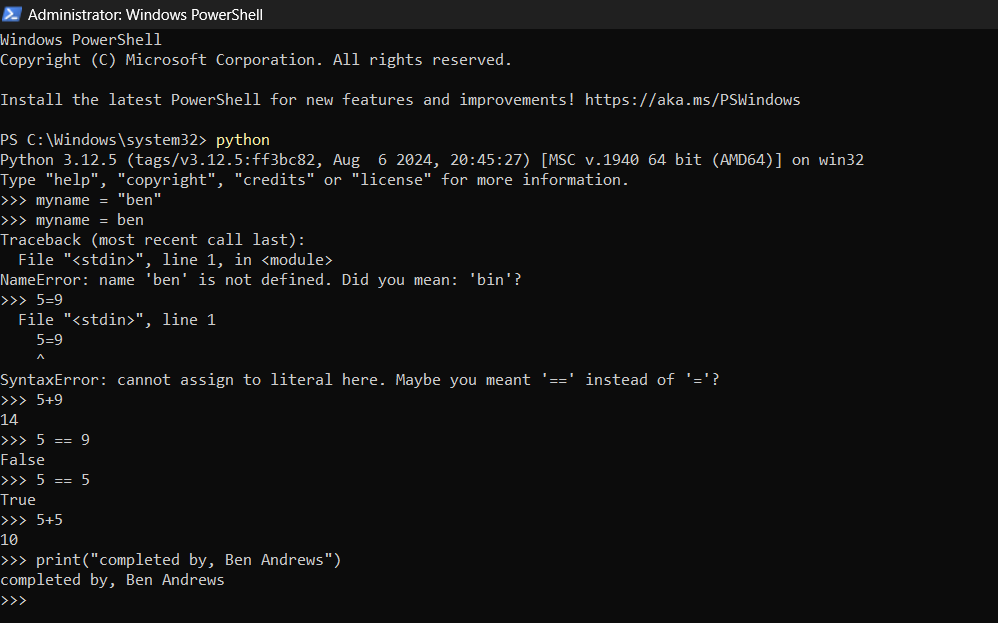 Administrator: Windows PowerShell
Windows PowerShell
Copyright (C) Microsoft Corporation. All rights reserved.
Install the latest PowerShell for new features and improvements! https://aka.ms/PSWindows
PS C:\Windows\system32> python
Python 3.12.5 (tags/v3.12.5:ff3bc82, Aug  6 2024, 20:45:27) [MSC v.1940 64 bit (AMD64)] on win32
Type "help", "copyright", "credits" or "license" for more information.
>>> myname = "ben"
>>> myname = ben
Traceback (most recent call last):
  File "<stdin>", line 1, in <module>
NameError: name 'ben' is not defined. Did you mean: 'bin'?
>>> 5=9
  File "<stdin>", line 1
    5=9
    ^
SyntaxError: cannot assign to literal here. Maybe you meant '==' instead of '='?
>>> 5+9
14
>>> 5 == 9
False
>>> 5 == 5
True
>>> 5+5
10
>>> print("completed by, Ben Andrews")
completed by, Ben Andrews
>>>